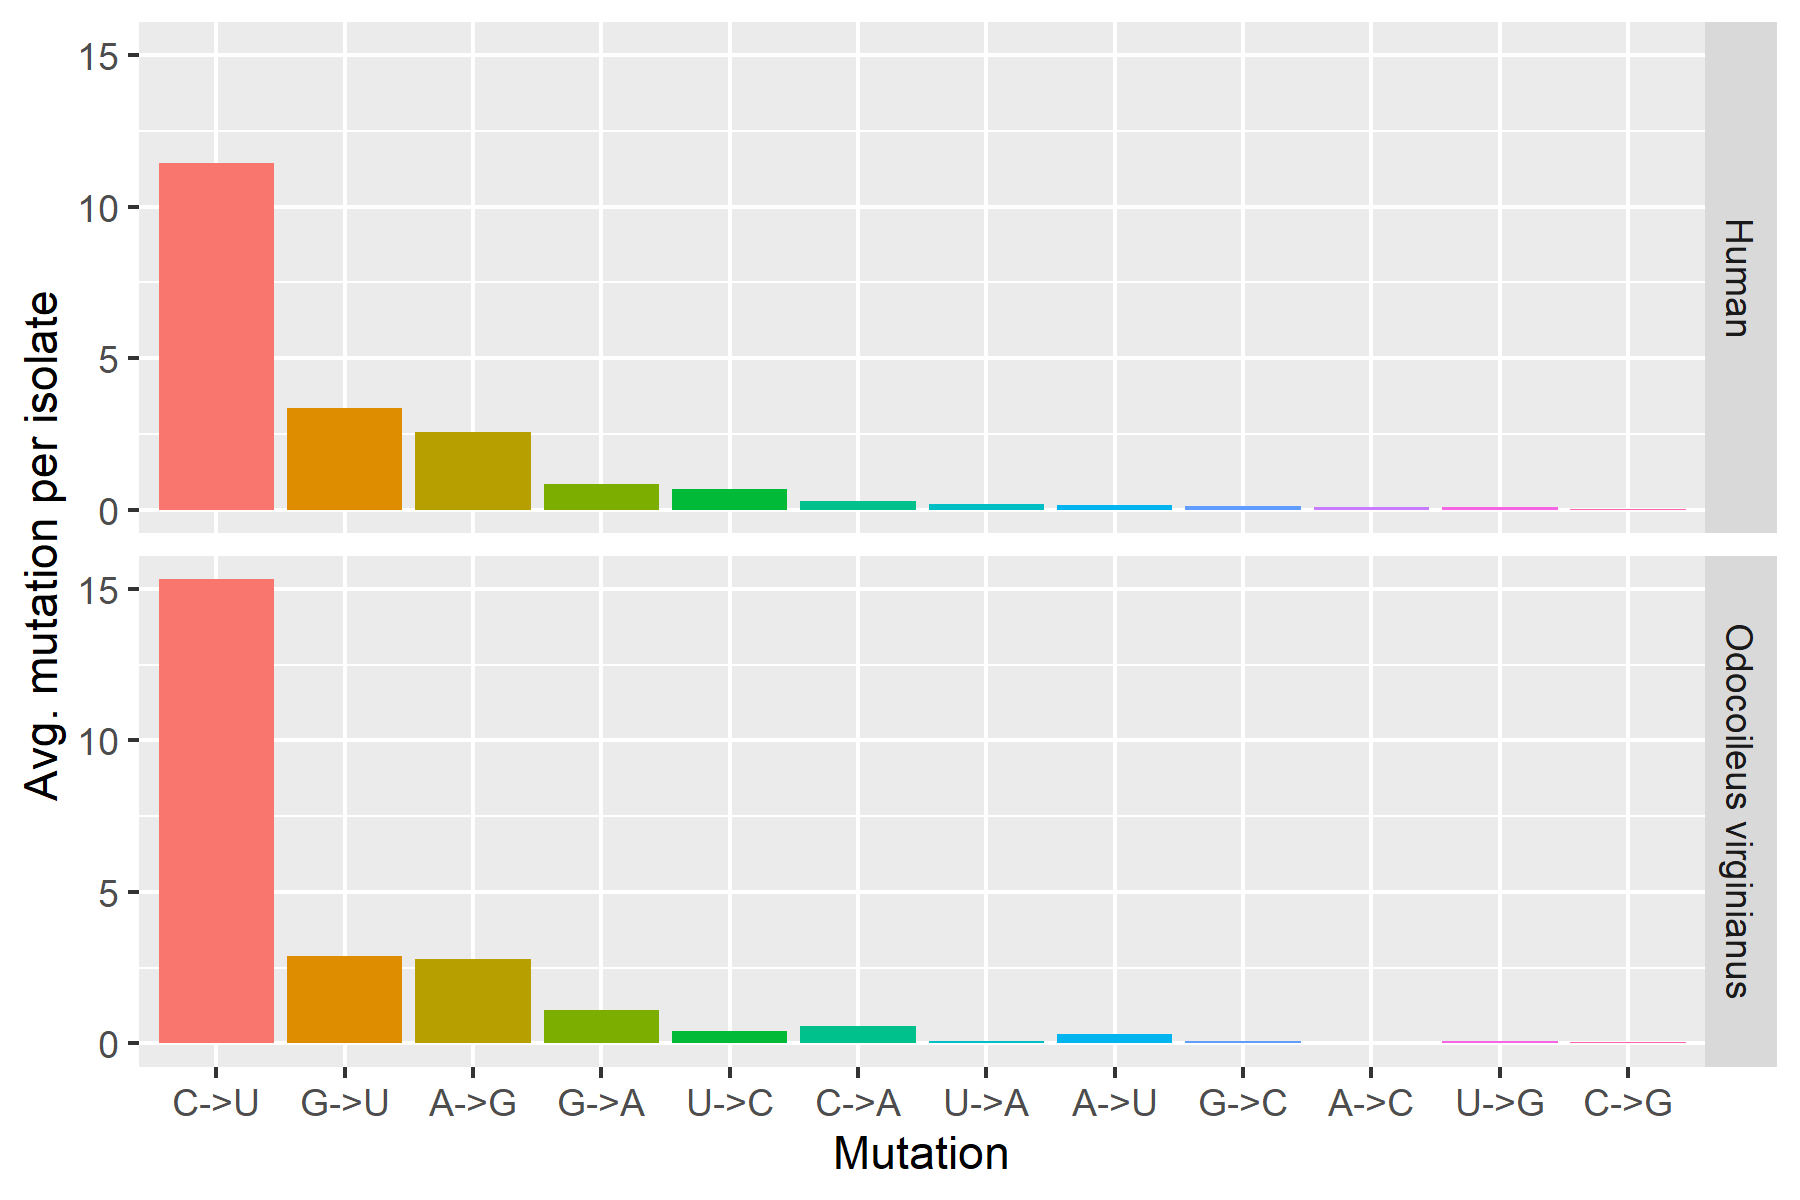 Avg. mutation per isolate
15
10
5
0
Human
15
10
5
0
Odocoileus virginianus
C->U G->U A->G G->A U->C C->A U->A A->U G->C A->C U->G C->G
Mutation